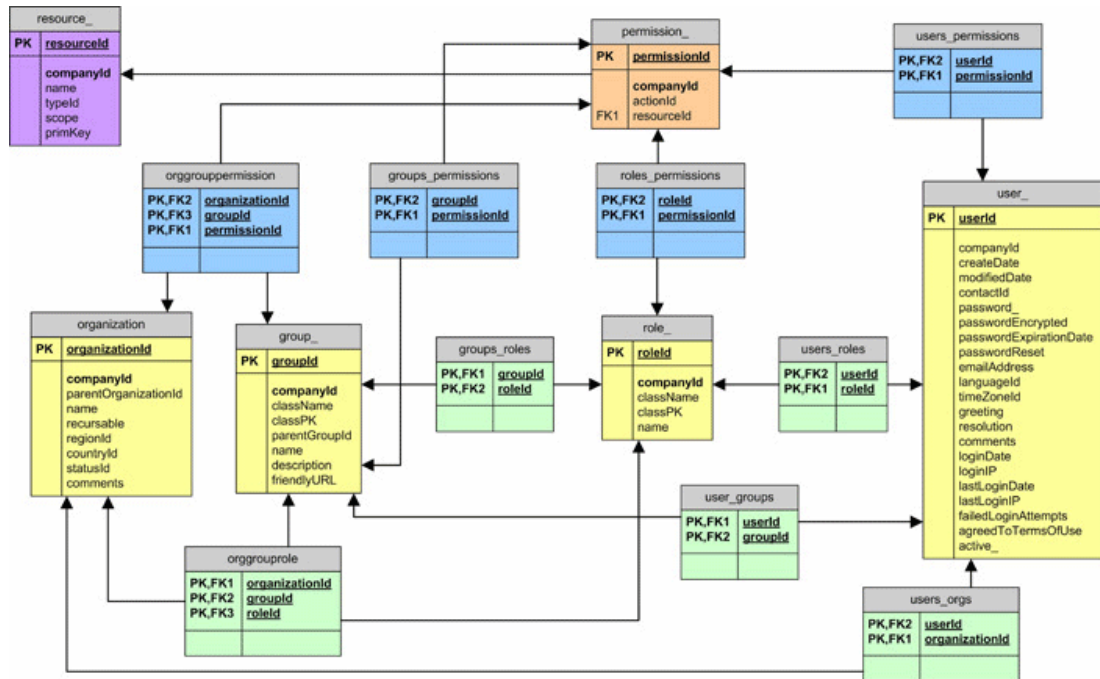 resource_
PK resourceId
companyId
name
typeId
scope
primKey
permission_
PK permissionId
companyId
actionId
FK1 resourceId
users_permissions
PK,FK2 userId
PK,FK1 permissionId
orggrouppermission
PK,FK2 organizationId
PK,FK3 groupId
PK,FK1 permissionId
groups_permissions
PK,FK2 groupId
PK,FK1 permissionId
roles_permissions
PK,FK2 roleId
PK,FK1 permissionId
user_
PK userId
companyId
createDate
modifiedDate
contactId
password_
passwordEncrypted
passwordExpirationDate
passwordReset
emailAddress
languageId
timeZoneId
greeting
resolution
comments
loginDate
loginIP
lastLoginDate
lastLoginIP
failedLoginAttempts
agreedToTermsOfUse
active_
organization
PK organizationId
companyId
parentOrganizationId
name
recursable
regionId
countryId
statusId
comments
group_
PK groupId
companyId
className
classPK
parentGroupId
name
description
friendlyURL
groups_roles
PK,FK1 groupId
PK,FK2 roleId
role_
PK roleId
companyId
className
classPK
name
users_roles
PK,FK2 userId
PK,FK1 roleId
user_groups
PK,FK1 userId
PK,FK2 groupId
orggrouprole
PK,FK1 organizationId
PK,FK2 groupId
PK,FK3 roleId
users_orgs
PK,FK2 userId
PK,FK1 organizationId